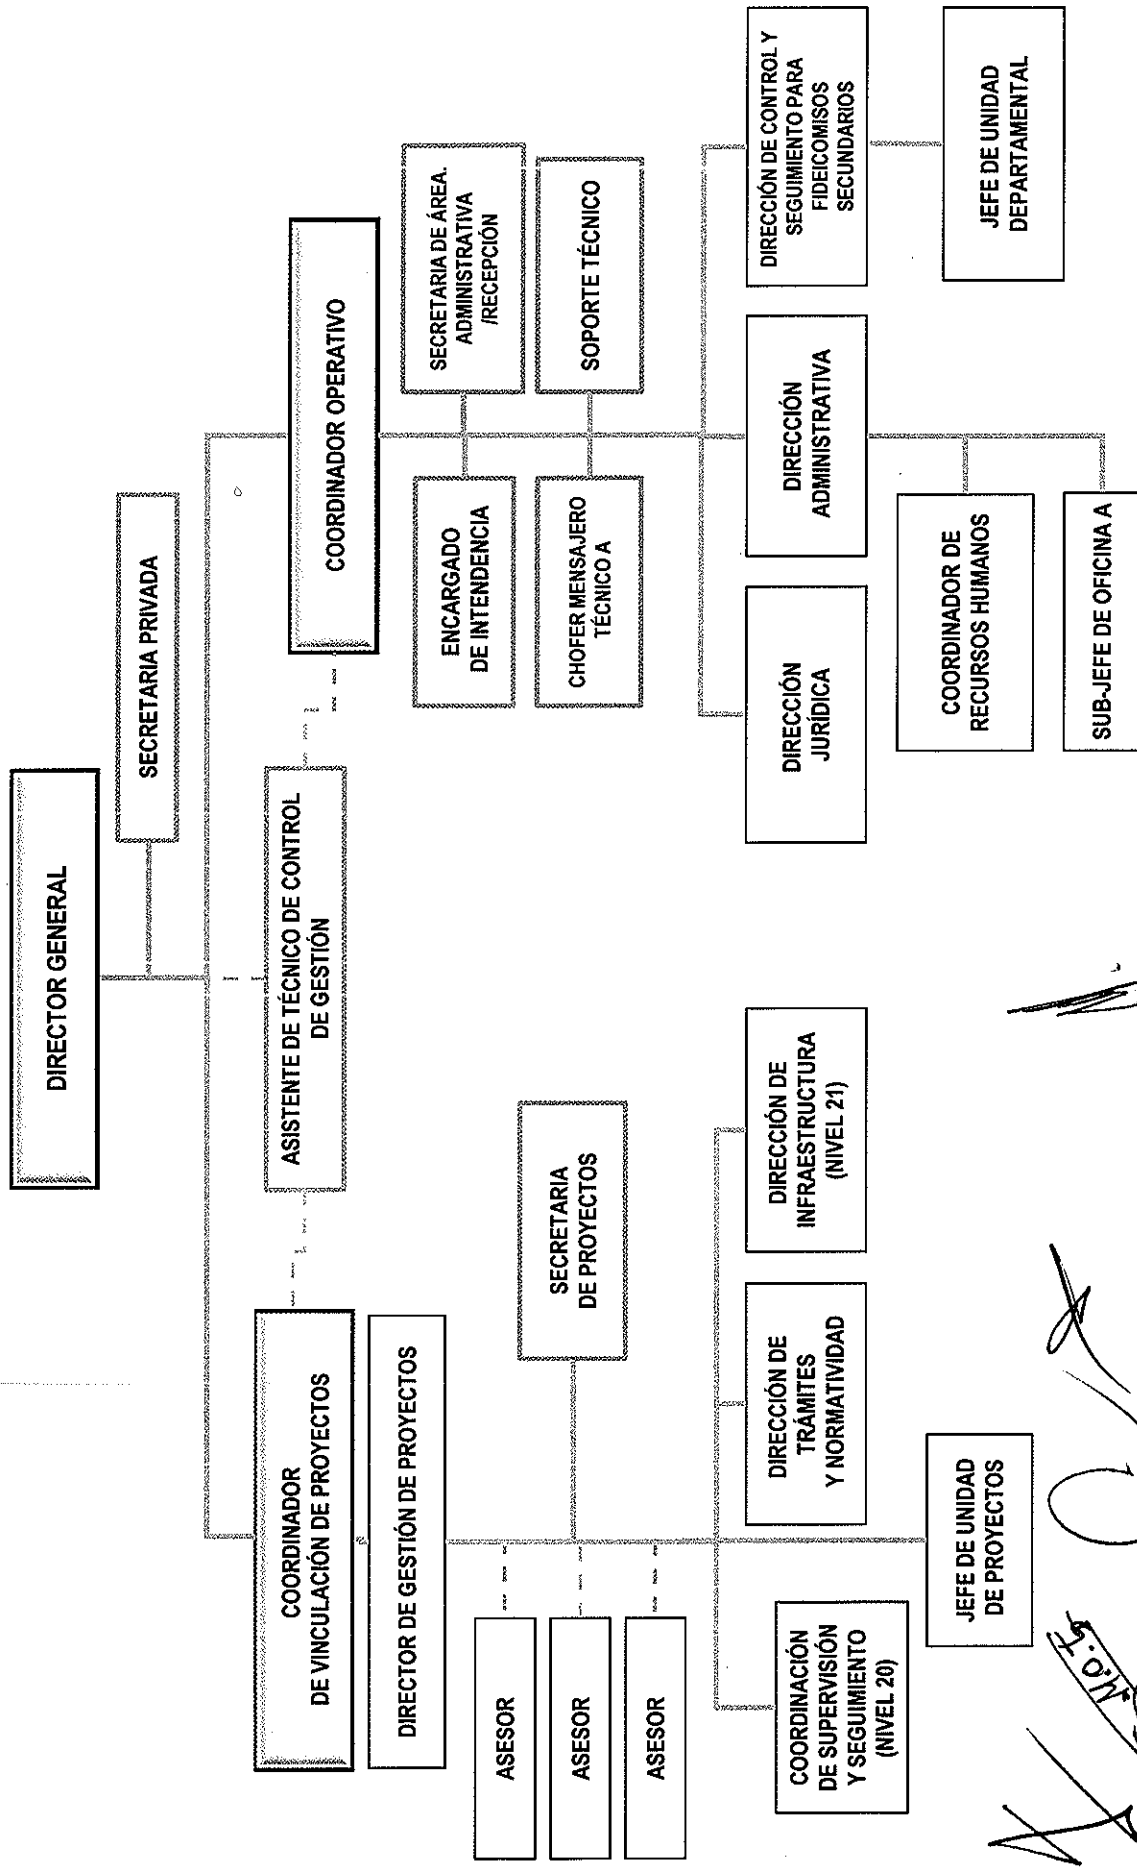 DIRECTOR GENERAL
SECRETARIA PRIVADA
COORDINADOR
DE VINCULACIÓN DE PROYECTOS
ASISTENTE DE TÉCNICO DE CONTROL
DE GESTIÓN
COORDINADOR OPERATIVO
DIRECTOR DE GESTIÓN DE PROYECTOS
ASESOR
ASESOR
ASESOR
SECRETARIA
DE PROYECTOS
ENCARGADO
DE INTENDENCIA
SECRETARIA DE ÁREA.
ADMINISTRATIVA
/RECEPCIÓN
CHOFER MENSAJERO
TÉCNICO A
SOPORTE TÉCNICO
COORDINACIÓN
DE SUPERVISIÓN
Y SEGUIMIENTO
(NIVEL 20)
DIRECCIÓN DE
TRÁMITES
Y NORMATIVIDAD
DIRECCIÓN DE
INFRAESTRUCTURA
(NIVEL 21)
DIRECCIÓN
JURÍDICA
DIRECCIÓN
ADMINISTRATIVA
DIRECCIÓN DE CONTROL Y
SEGUIMIENTO PARA
FIDEICOMISOS
SECUNDARIOS
JEFE DE UNIDAD
DE PROYECTOS
COORDINADOR DE
RECURSOS HUMANOS
JEFE DE UNIDAD
DEPARTAMENTAL
SUB-JEFE DE OFICINA A